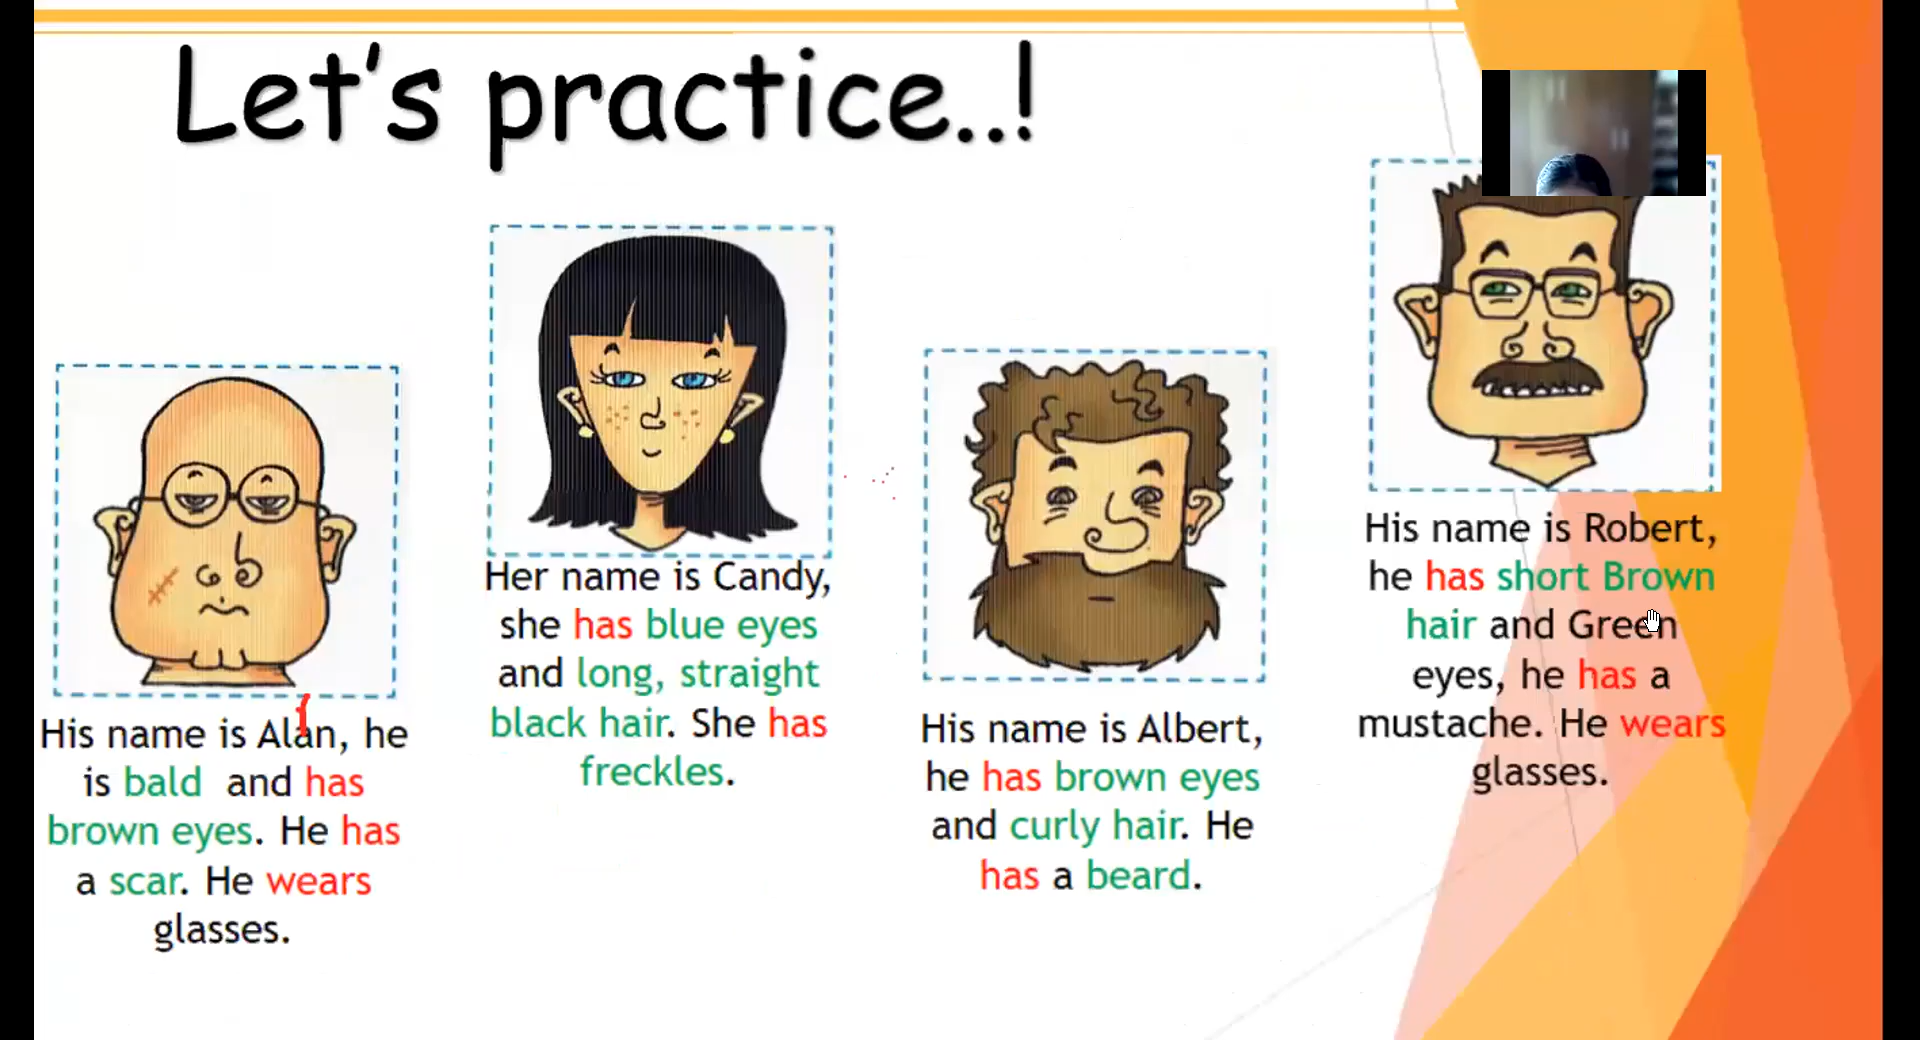 Let's practice..!
His name is Alan, he
is bald and has
brown eyes. He has
a scar. He wears
glasses.
Her name is Candy,
she has blue eyes
and long, straight
black hair. She has
freckles.
His name is Albert,
he has brown eyes
and curly hair. He
has a beard.
His name is Robert,
he has short Brown
hair and Green
eyes, he has a
mustache. He wears
glasses.